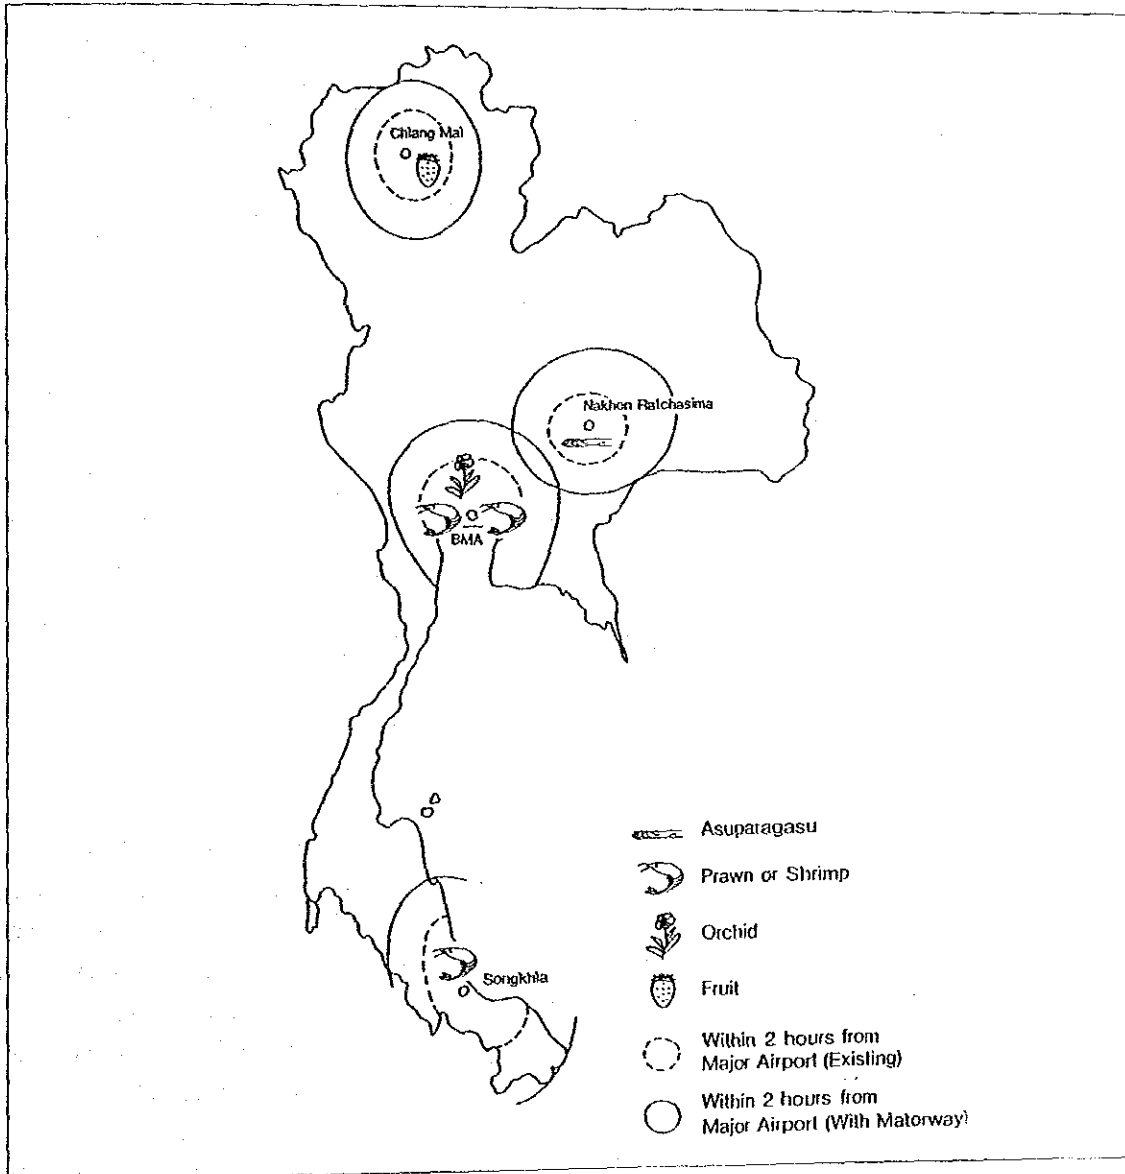 Chiang Mai
Nakhon Ratchasima
BMA
Songkhla
Asuparagasu
Prawn or Shrimp
Orchid
Fruit
Within 2 hours from
Major Airport (Existing)
Within 2 hours from
Major Airport (With Matorway)